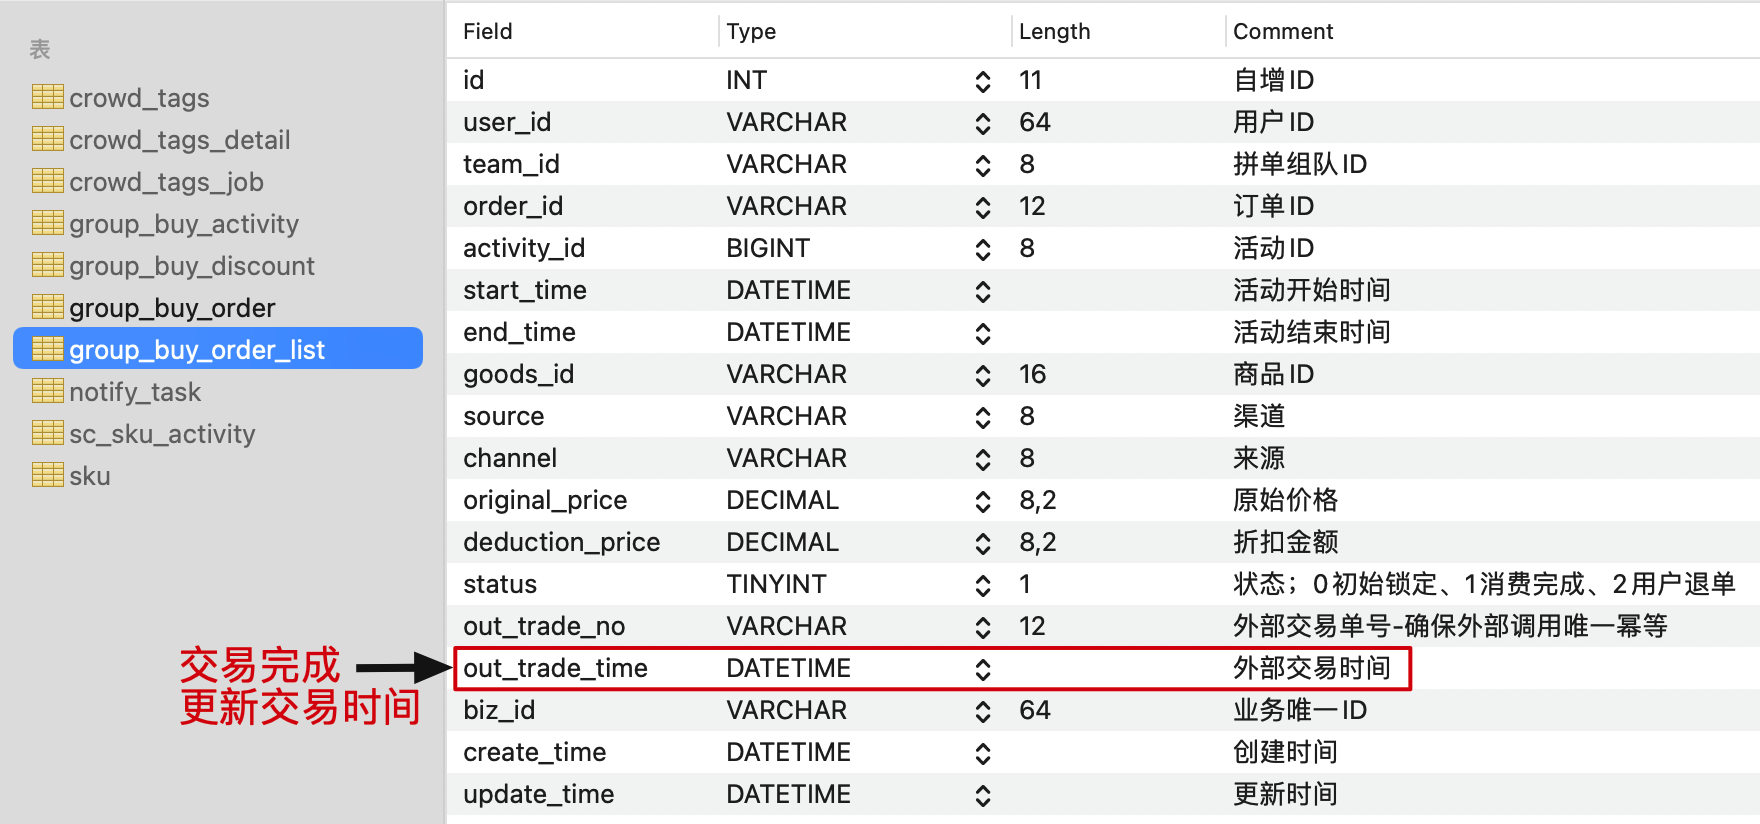 表
crowd_tags
crowd_tags_detail
crowd_tags_job
group_buy_activity
group_buy_discount
group_buy_order
group_buy_order_list
notify_task
sc_sku_activity
sku
交易完成
更新交易时间
Field Type Length Comment
id INT 11 自增ID
user_id VARCHAR 64 用户ID
team_id VARCHAR 8 拼单组队ID
order_id VARCHAR 12 订单ID
activity_id BIGINT 8 活动ID
start_time DATETIME 活动开始时间
end_time DATETIME 活动结束时间
goods_id VARCHAR 16 商品ID
source VARCHAR 8 渠道
channel VARCHAR 8 来源
original_price DECIMAL 8,2 原始价格
deduction_price DECIMAL 8,2 折扣金额
status TINYINT 1 状态；0初始锁定、1消费完成、2用户退单
out_trade_no VARCHAR 12 外部交易单号-确保外部调用唯一幂等
out_trade_time DATETIME 外部交易时间
biz_id VARCHAR 64 业务唯一ID
create_time DATETIME 创建时间
update_time DATETIME 更新时间